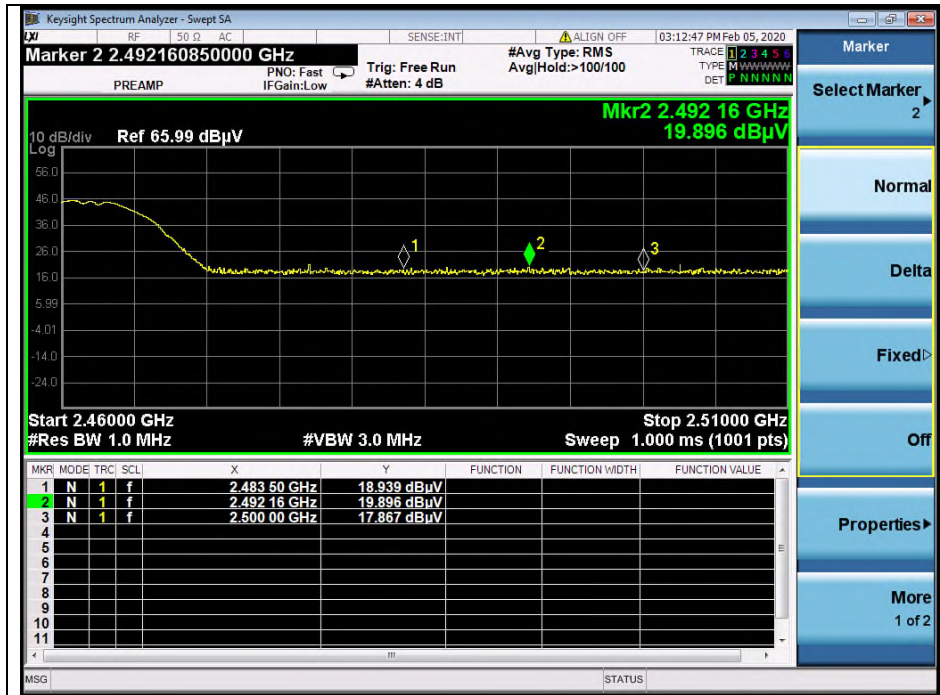 Keysight Spectrum Analyzer - Swept SA
LXI RF 50 Ω AC SENSE:INT ALIGN OFF 03:12:47 PM Feb 05, 2020
Marker 2 2.492160850000 GHz
PREAMP
PNO: Fast
IFGain:Low
Trig: Free Run
#Atten: 4 dB
#Avg Type: RMS
Avg|Hold:>100/100
TRACE 1 2 3 4 5 6
TYPE M W W W W W
DET P N N N N N
Mkr2 2.492 16 GHz
19.896 dBµV
10 dB/div Ref 65.99 dBµV
Log
56.0
46.0
36.0
26.0
16.0
5.99
-4.01
-14.0
-24.0
1
2
3
Start 2.46000 GHz Stop 2.51000 GHz
#Res BW 1.0 MHz #VBW 3.0 MHz Sweep 1.000 ms (1001 pts)
MKR MODE TRC SCL X Y FUNCTION FUNCTION WIDTH FUNCTION VALUE
1 N 1 f 2.483 50 GHz 18.939 dBµV
2 N 1 f 2.492 16 GHz 19.896 dBµV
3 N 1 f 2.500 00 GHz 17.867 dBµV
4
5
6
7
8
9
10
11
MSG STATUS
Marker
Select Marker
2
Normal
Delta
Fixed
Off
Properties
More
1 of 2